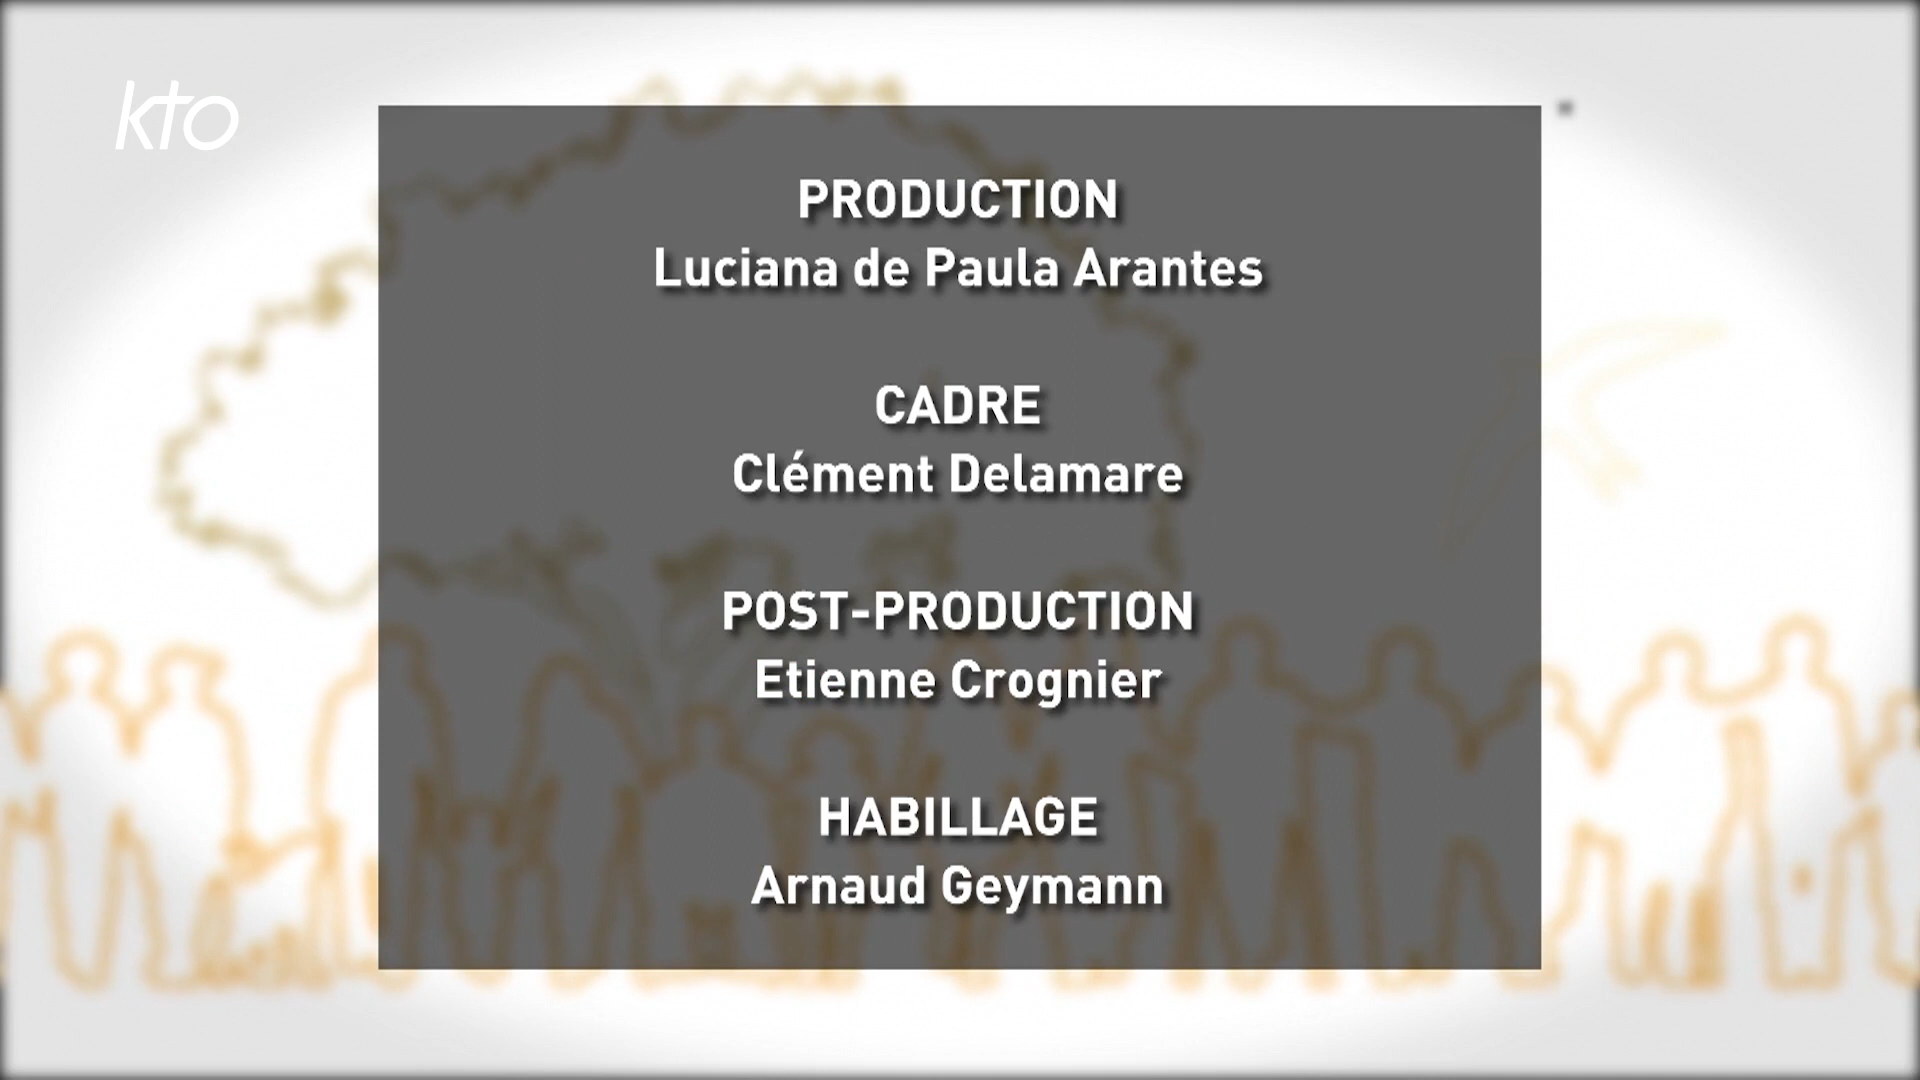 kto
PRODUCTION
Luciana de Paula Arantes
CADRE
Clément Delamare
POST-PRODUCTION
Etienne Crognier
HABILLAGE
Arnaud Geymann